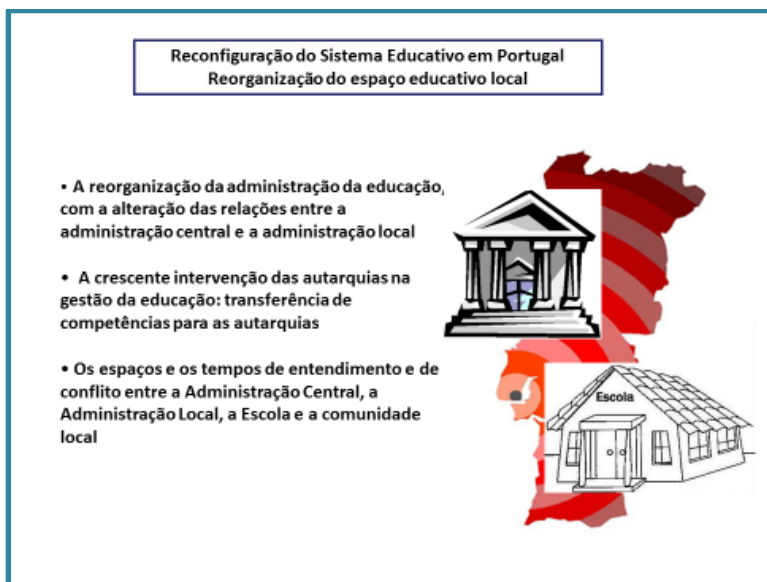 Reconfiguração do Sistema Educativo em Portugal
Reorganização do espaço educativo local
• A reorganização da administração da educação,
com a alteração das relações entre a
administração central e a administração local
• A crescente intervenção das autarquias na
gestão da educação: transferência de
competências para as autarquias
• Os espaços e os tempos de entendimento e de
conflito entre a Administração Central, a
Administração Local, a Escola e a comunidade
local
Escola